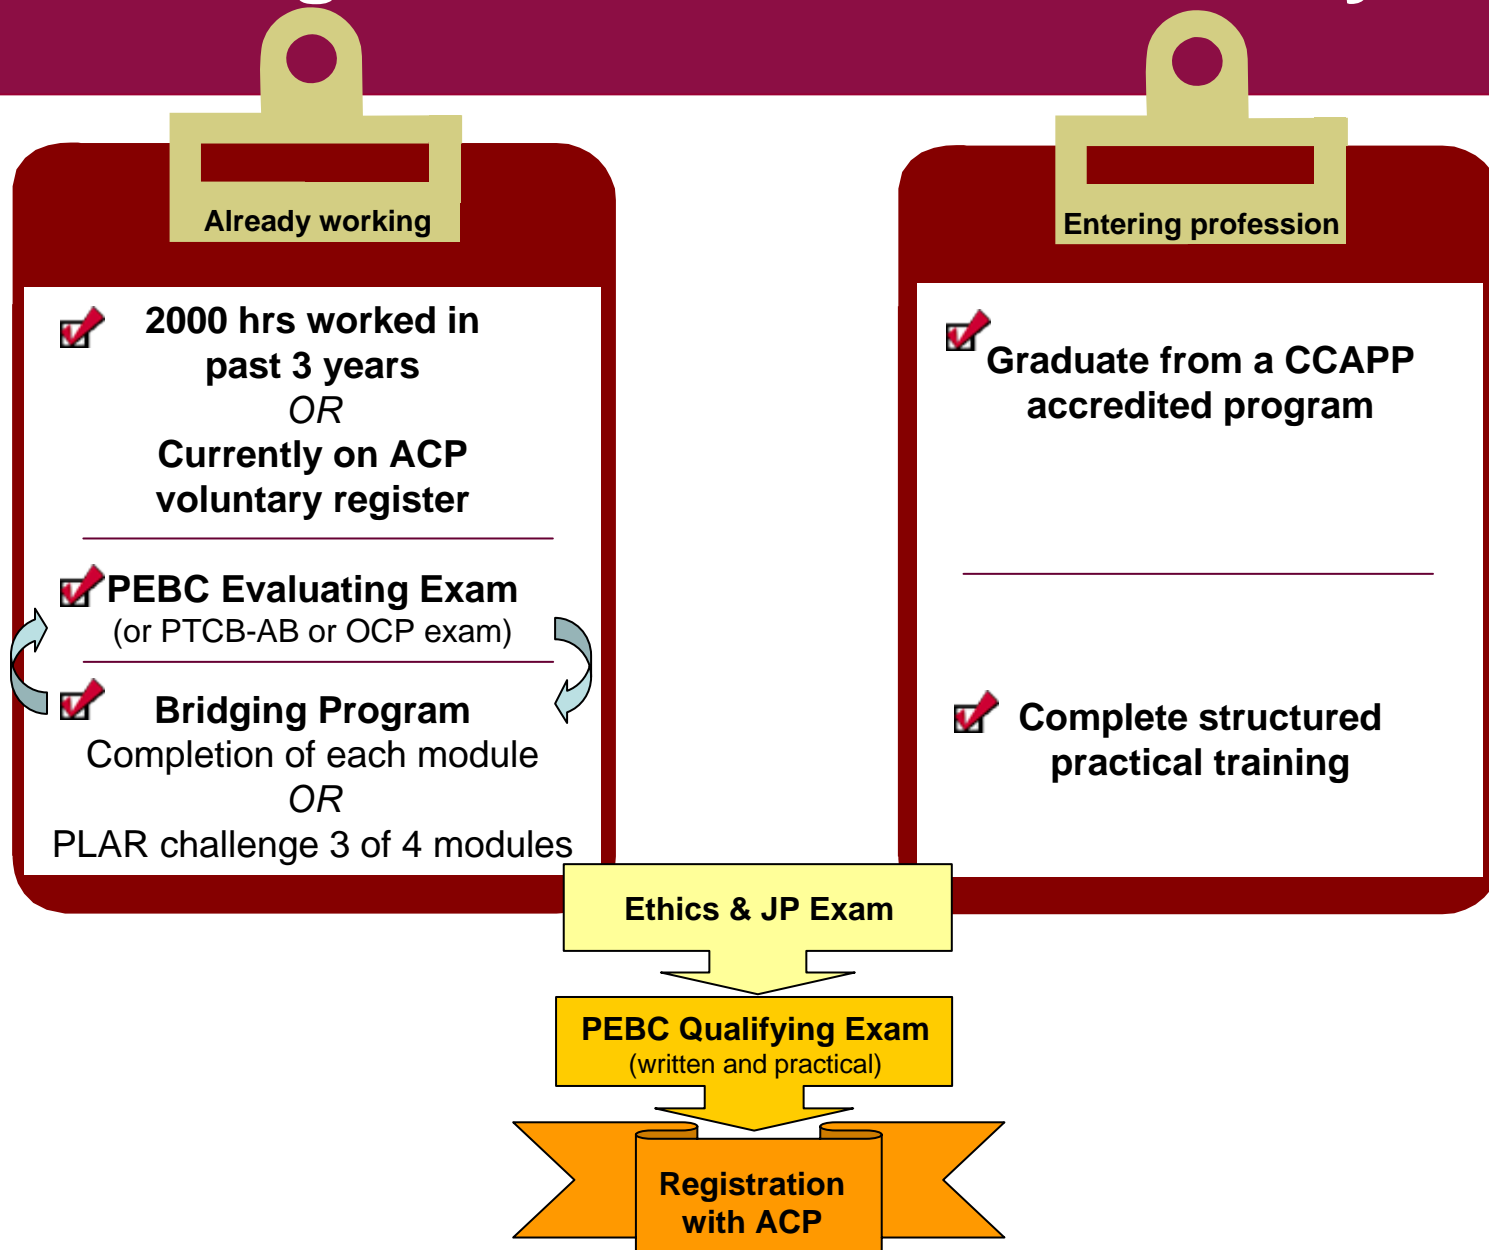 Already working
2000 hrs worked in
past 3 years
OR
Currently on ACP
voluntary register
PEBC Evaluating Exam
(or PTCB-AB or OCP exam)
Bridging Program
Completion of each module
OR
PLAR challenge 3 of 4 modules
Entering profession
Graduate from a CCAPP
accredited program
Complete structured
practical training
Ethics & JP Exam
PEBC Qualifying Exam
(written and practical)
Registration
with ACP